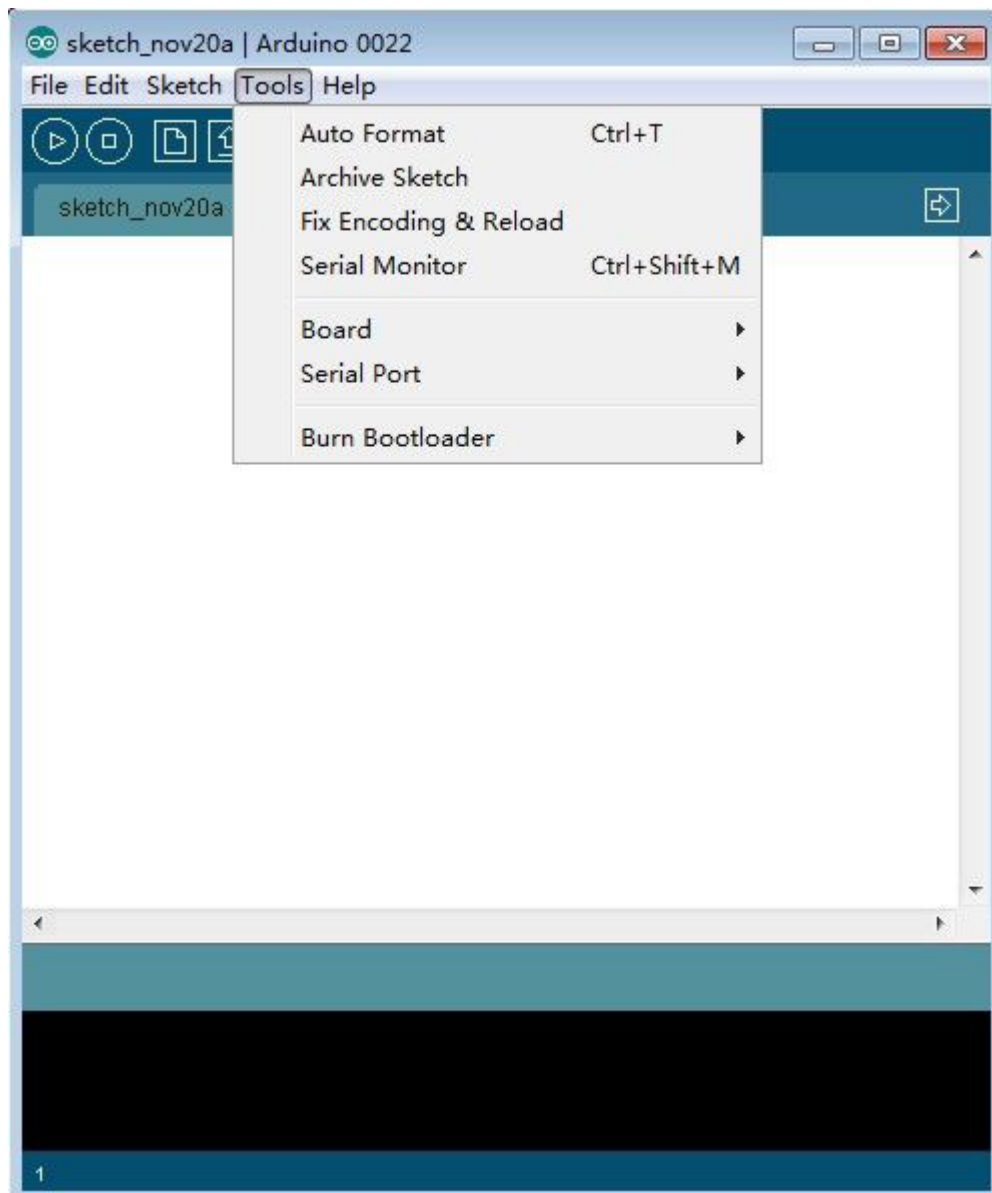 sketch_nov20a | Arduino 0022
File Edit Sketch Tools Help
Auto Format Ctrl+T
Archive Sketch
sketch_nov20a
Fix Encoding & Reload
Serial Monitor Ctrl+Shift+M
Board
Serial Port
Burn Bootloader
1